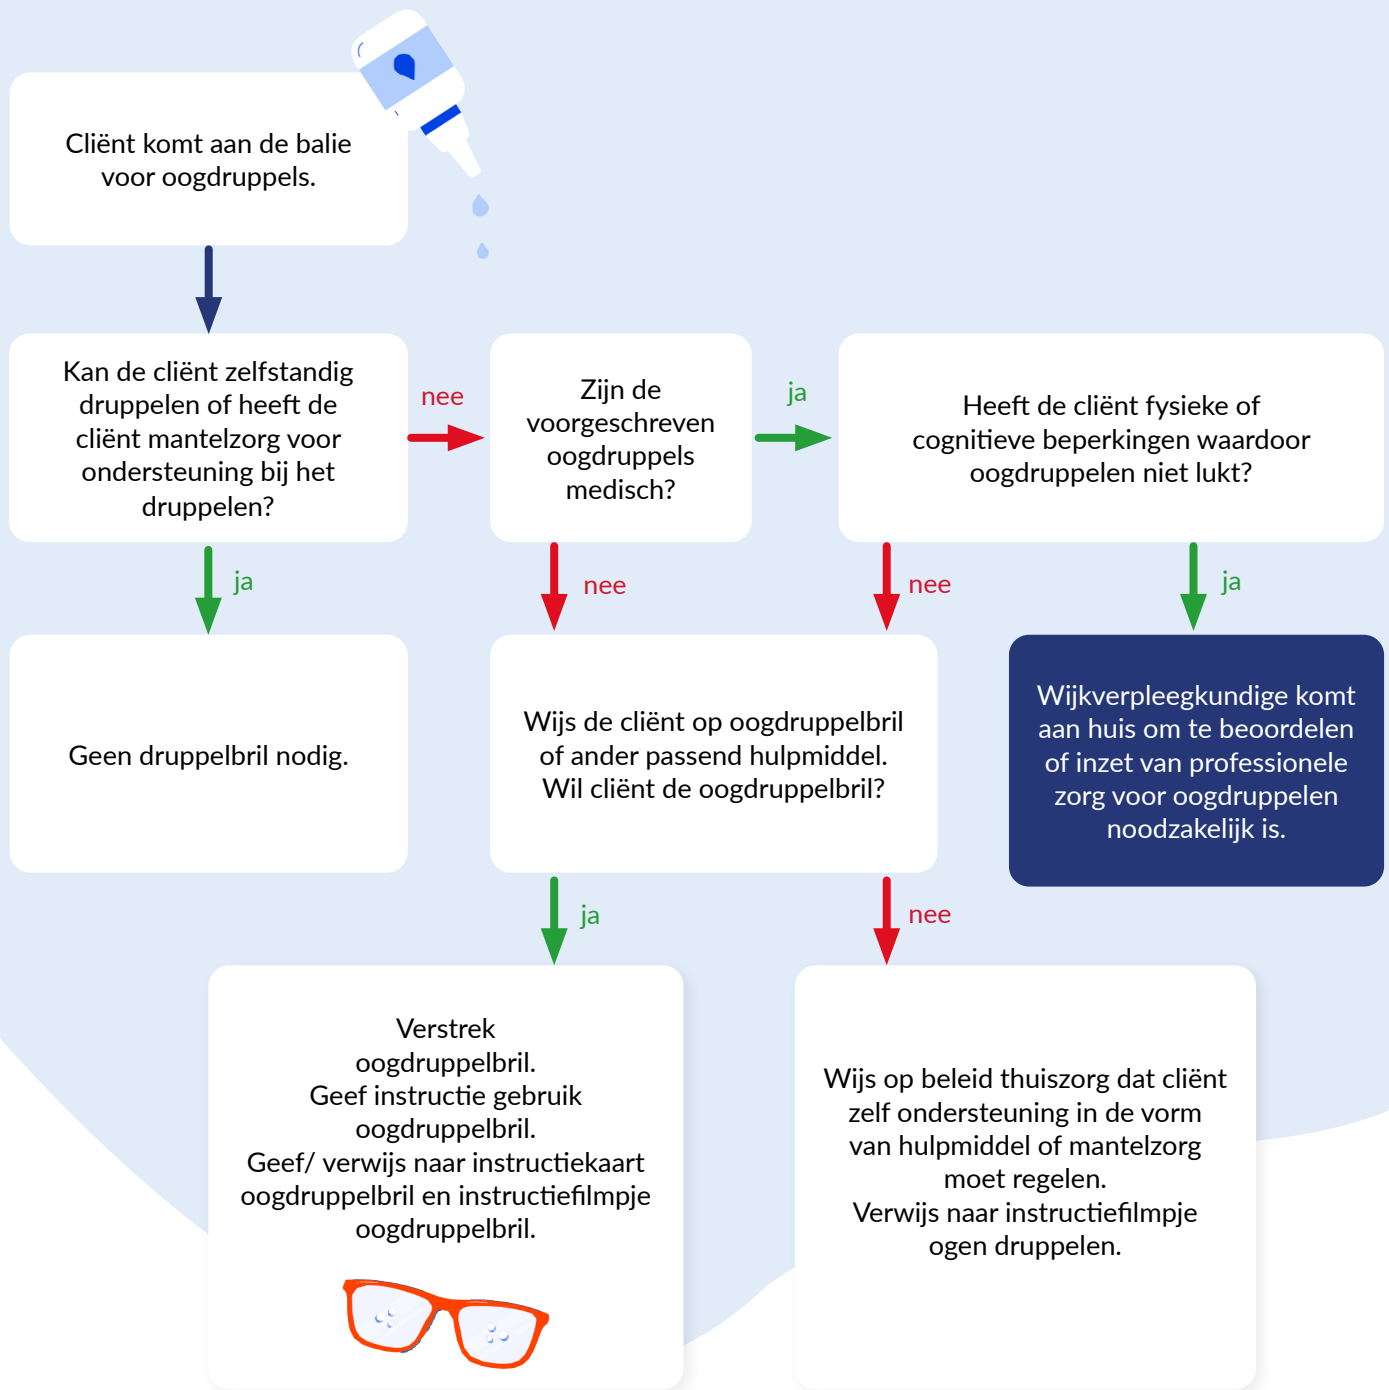 Cliënt komt aan de balie
voor oogdruppels.
Kan de cliënt zelfstandig
druppelen of heeft de
cliënt mantelzorg voor
ondersteuning bij het
druppelen?
nee
Zijn de
voorgeschreven
oogdruppels
medisch?
ja
Heeft de cliënt fysieke of
cognitieve beperkingen waardoor
oogdruppelen niet lukt?
ja
nee
nee
ja
Geen druppelbril nodig.
Wijs de cliënt op oogdruppelbril
of ander passend hulpmiddel.
Wil cliënt de oogdruppelbril?
Wijkverpleegkundige komt
aan huis om te beoordelen
of inzet van professionele
zorg voor oogdruppelen
noodzakelijk is.
ja
nee
Verstrek
oogdruppelbril.
Geef instructie gebruik
oogdruppelbril.
Geef/ verwijs naar instructiekaart
oogdruppelbril en instructiefilmpje
oogdruppelbril.
Wijs op beleid thuiszorg dat cliënt
zelf ondersteuning in de vorm
van hulpmiddel of mantelzorg
moet regelen.
Verwijs naar instructiefilmpje
ogen druppelen.